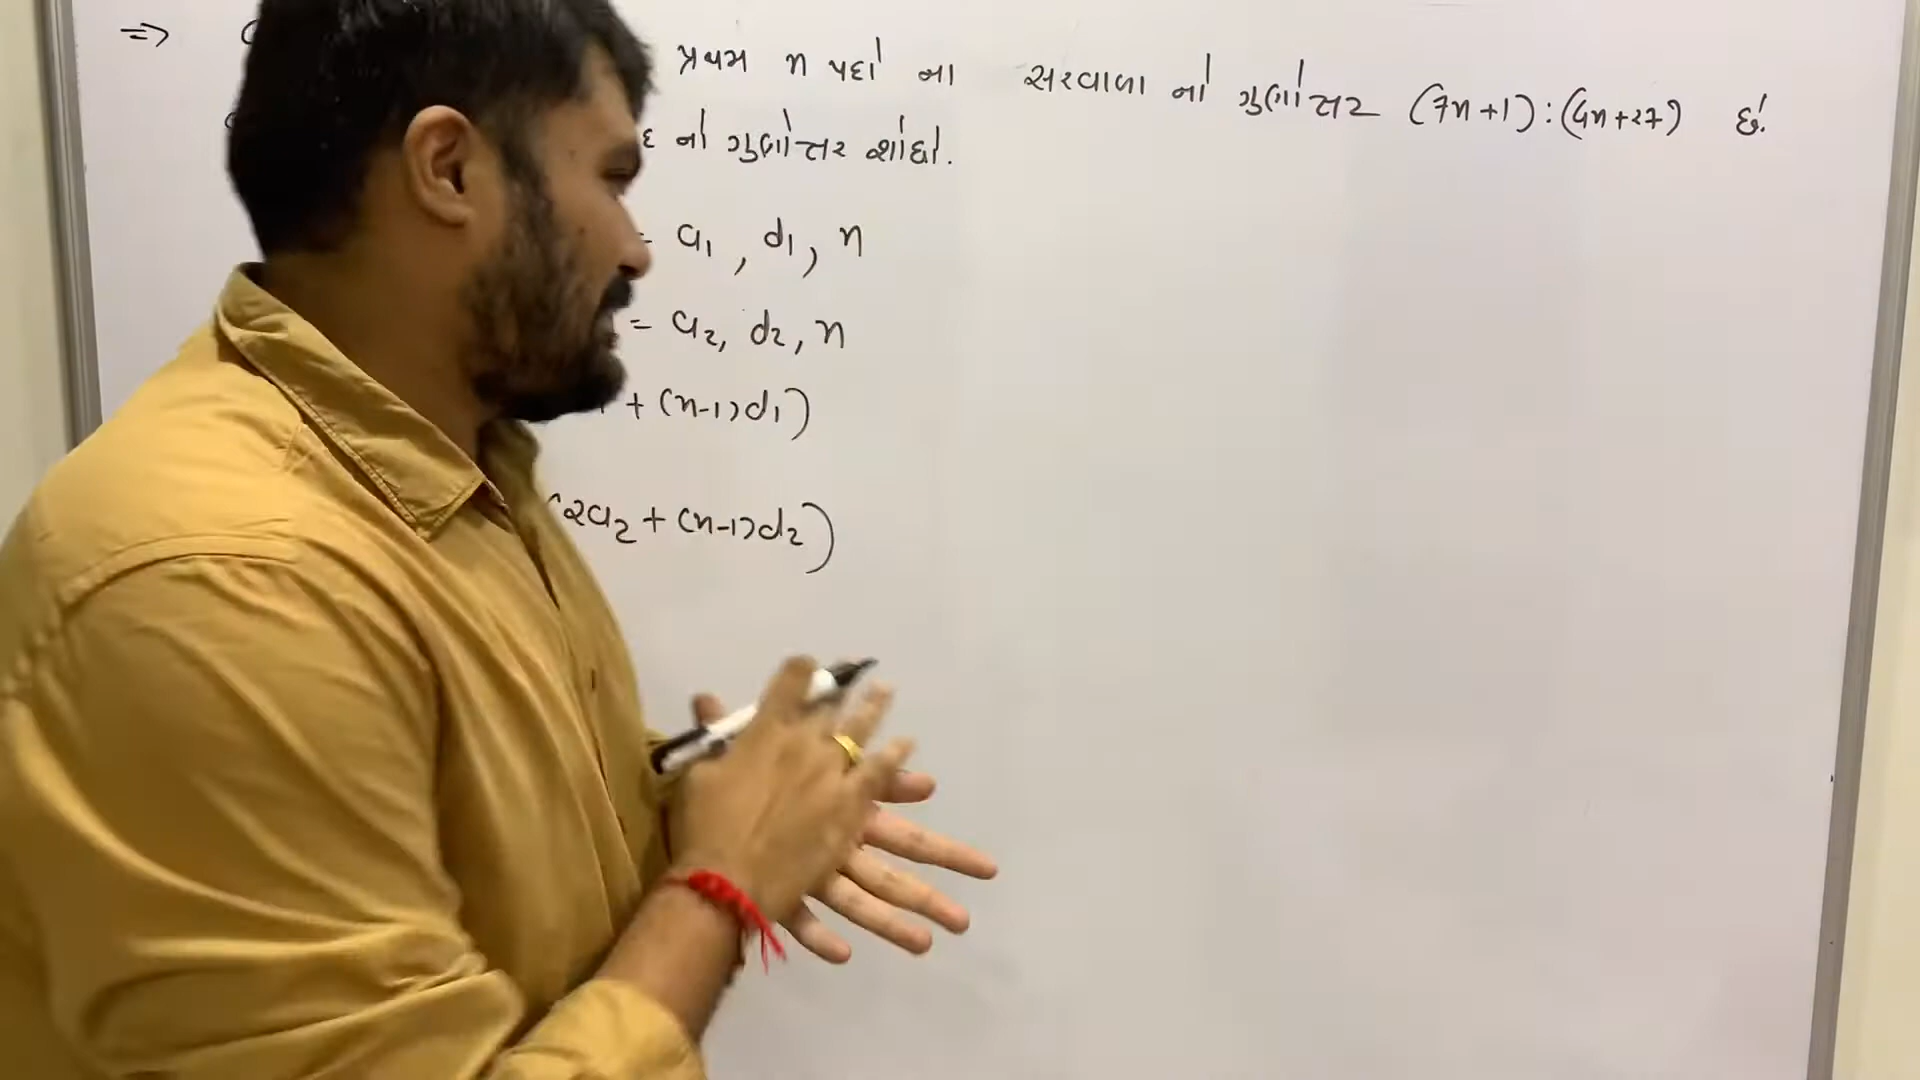 ⇒ પ્રથમ n પદો ના સરવાળા નો ગુણોત્તર (7n+1):(4n+27) છે.
નો ગુણોત્તર શોધો.
= a₁, d₁, n
= a₂, d₂, n
+ (n-1)d₁)
(2a₂ + (n-1)d₂)